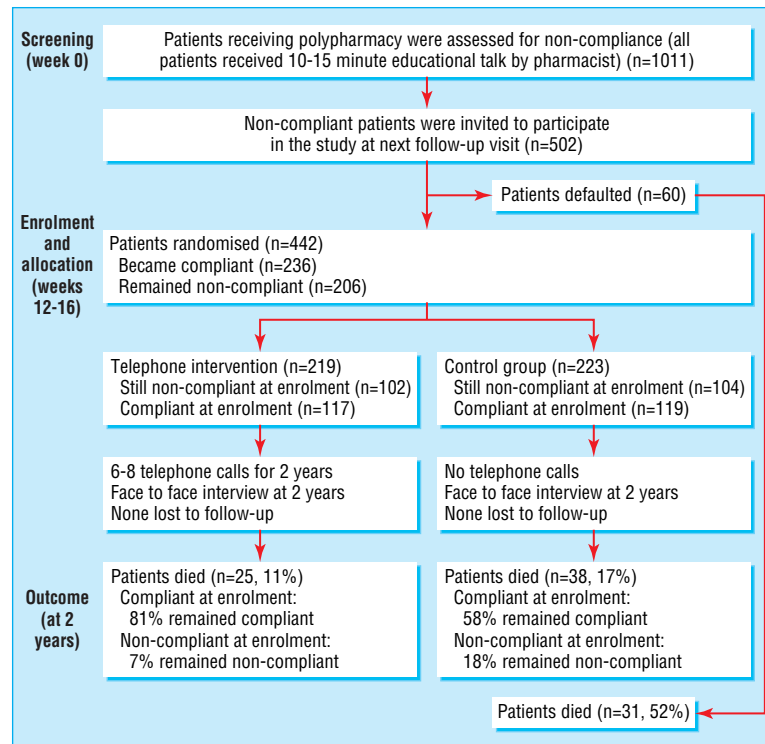 Screening
(week 0)
Patients receiving polypharmacy were assessed for non-compliance (all
patients received 10-15 minute educational talk by pharmacist) (n=1011)
Non-compliant patients were invited to participate
in the study at next follow-up visit (n=502)
Patients defaulted (n=60)
Enrolment
and
allocation
(weeks
12-16)
Patients randomised (n=442)
Became compliant (n=236)
Remained non-compliant (n=206)
Telephone intervention (n=219)
Still non-compliant at enrolment (n=102)
Compliant at enrolment (n=117)
Control group (n=223)
Still non-compliant at enrolment (n=104)
Compliant at enrolment (n=119)
6-8 telephone calls for 2 years
Face to face interview at 2 years
None lost to follow-up
No telephone calls
Face to face interview at 2 years
None lost to follow-up
Outcome
(at 2
years)
Patients died (n=25, 11%)
Compliant at enrolment:
81% remained compliant
Non-compliant at enrolment:
7% remained non-compliant
Patients died (n=38, 17%)
Compliant at enrolment:
58% remained compliant
Non-compliant at enrolment:
18% remained non-compliant
Patients died (n=31, 52%)